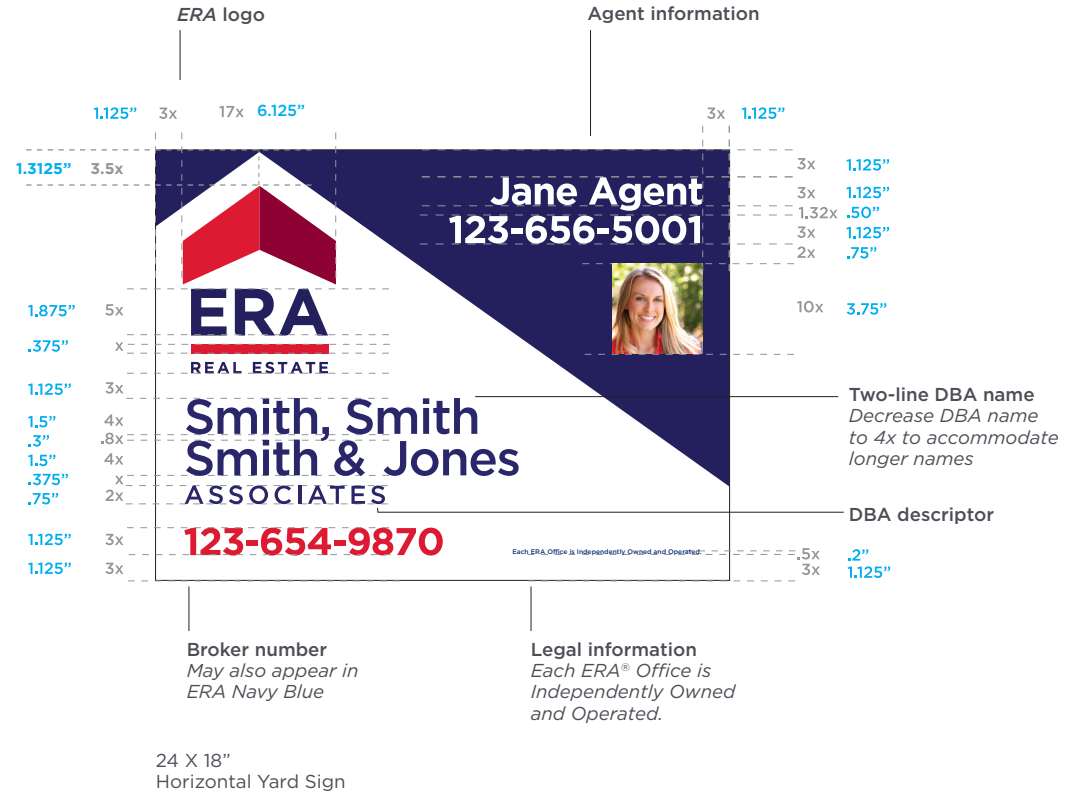 ERA logo
Agent information
1.125” 3x 17x 6.125” 3x 1.125”
1.3125” 3.5x
3x 1.125”
Jane Agent
3x 1.125”
1.32x .50”
123-656-5001
3x 1.125”
2x .75”
ERA
1.875” 5x
10x 3.75”
.375” x
REAL ESTATE
1.125” 3x
Two-line DBA name
Decrease DBA name
to 4x to accommodate
longer names
Smith, Smith
1.5” 4x
.3” .8x
Smith & Jones
1.5” 4x
.375” x
ASSOCIATES
.75” 2x
DBA descriptor
123-654-9870
1.125” 3x
Each ERA Office is Independently Owned and Operated.
.5x .2”
1.125” 3x
3x 1.125”
Broker number
May also appear in
ERA Navy Blue
Legal information
Each ERA® Office is
Independently Owned
and Operated.
24 X 18”
Horizontal Yard Sign